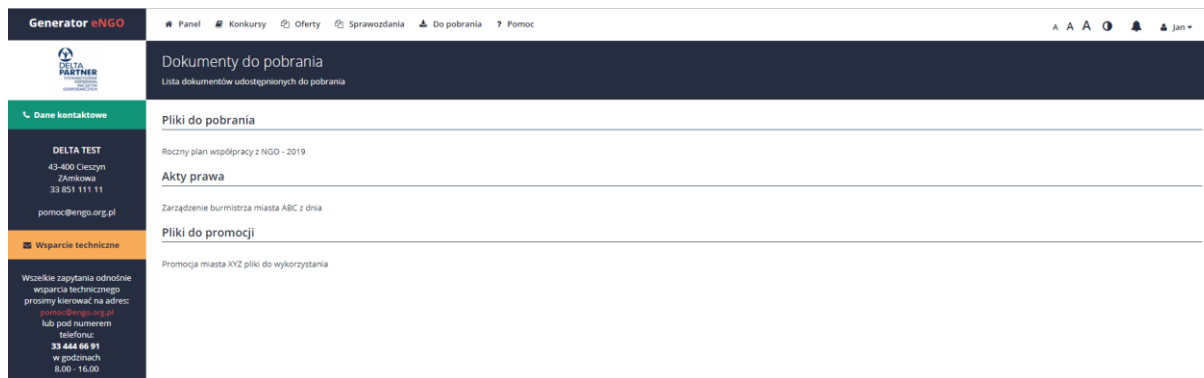 Generator eNGO
Panel Konkursy Oferty Sprawozdania Do pobrania ? Pomoc
A A A Jan
DELTA
PARTNER
Dokumenty do pobrania
Lista dokumentów udostępnionych do pobrania
Dane kontaktowe
DELTA TEST
43-400 Cieszyn
ZAmkowa
33 851 111 11
pomoc@engo.org.pl
Wsparcie techniczne
Wszelkie zapytania odnośnie
wsparcia technicznego
prosimy kierować na adres:
pomoc@engo.org.pl
lub pod numerem
telefonu:
33 444 66 91
w godzinach
8.00 - 16.00
Pliki do pobrania
Roczny plan współpracy z NGO - 2019
Akty prawa
Zarządzenie burmistrza miasta ABC z dnia
Pliki do promocji
Promocja miasta XYZ pliki do wykorzystania